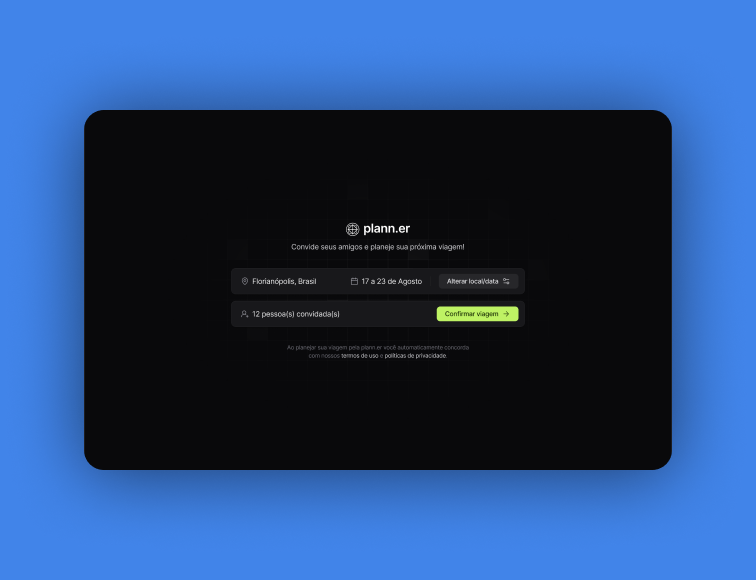 plann.er
Convide seus amigos e planeje sua próxima viagem!
Florianópolis, Brasil 17 a 23 de Agosto Alterar local/data
12 pessoa(s) convidada(s) Confirmar viagem
Ao planejar sua viagem pela plann.er você automaticamente concorda
com nossos termos de uso e políticas de privacidade.